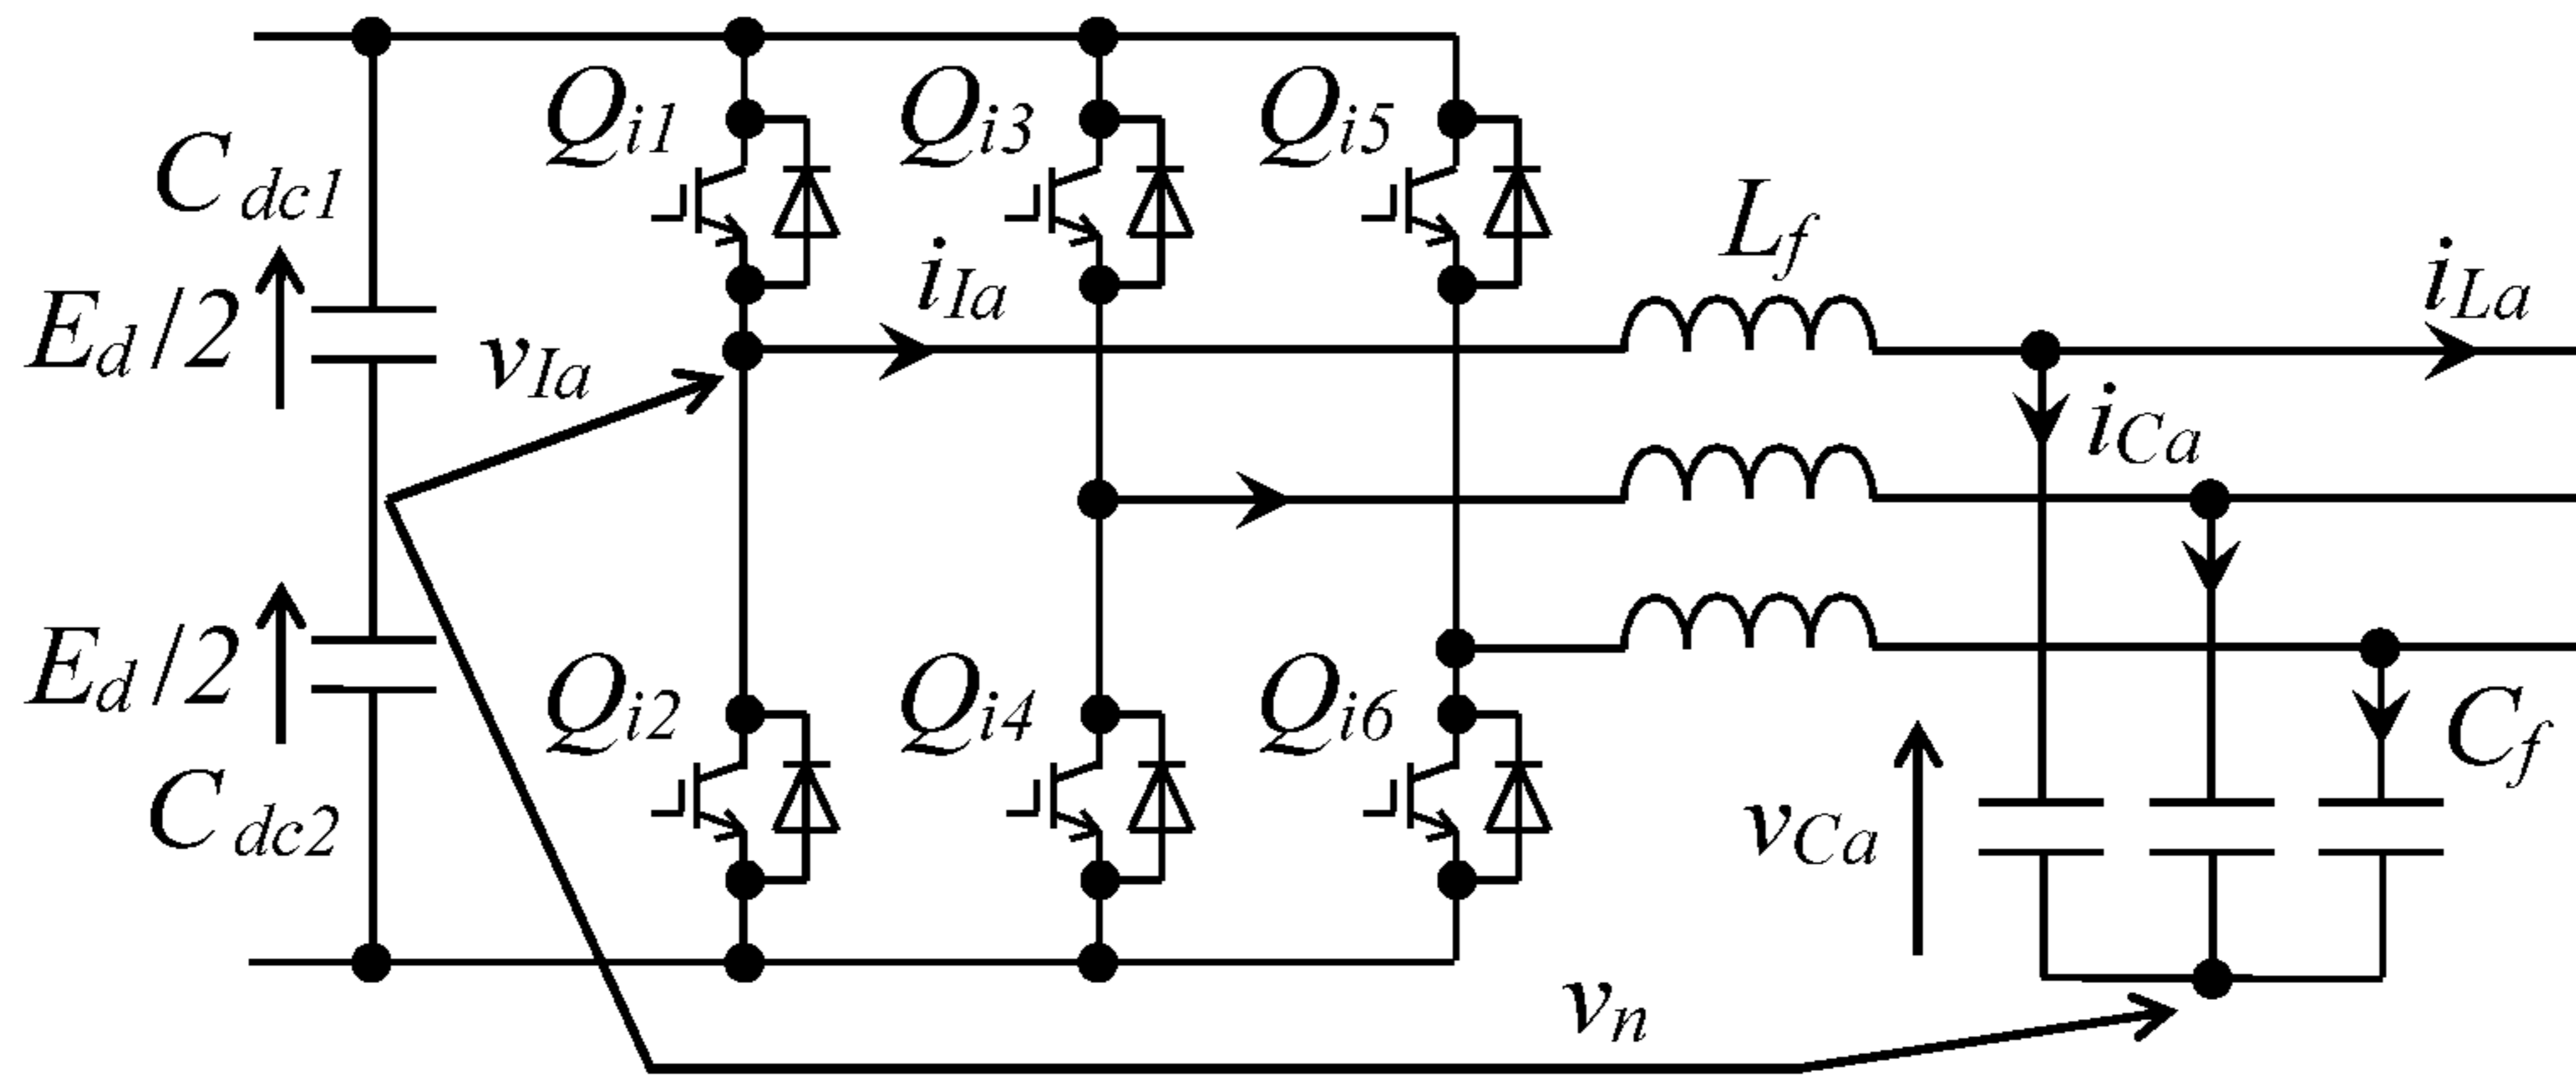 Qi1 Qi3 Qi5
Cdc1
Lf
iIa iLa
Ed/2
vIa
iCa
Ed/2
Qi2 Qi4 Qi6
Cf
Cdc2
vCa
vn